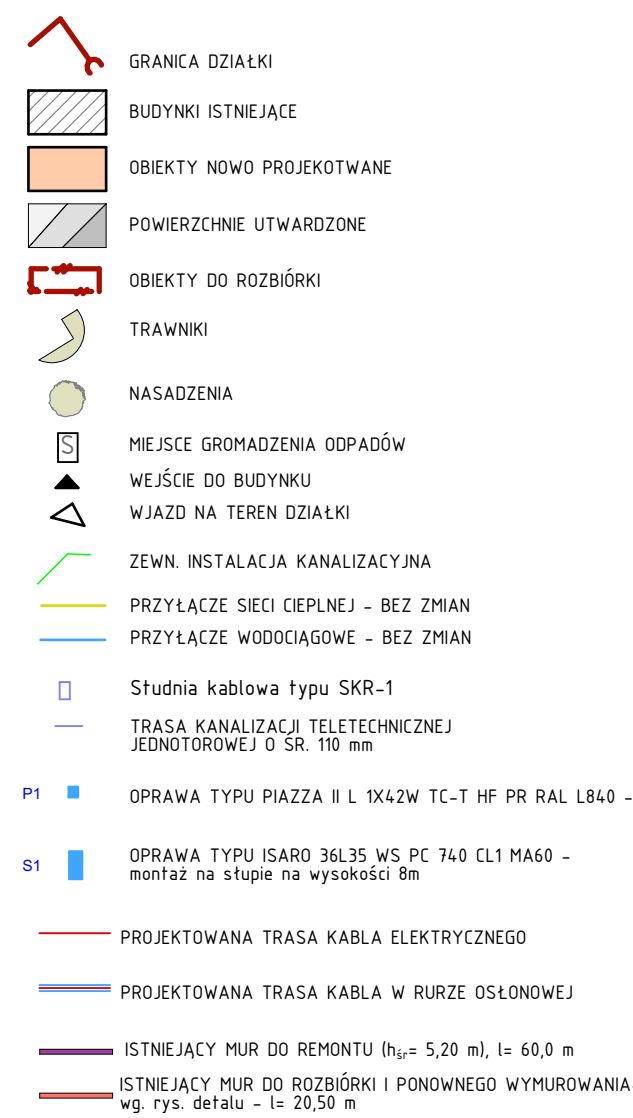 GRANICA DZIAŁKI
BUDYNKI ISTNIEJĄCE
OBIEKTY NOWO PROJEKOTWANE
POWIERZCHNIE UTWARDZONE
OBIEKTY DO ROZBIÓRKI
TRAWNIKI
NASADZENIA
S MIEJSCE GROMADZENIA ODPADÓW
WEJŚCIE DO BUDYNKU
WJAZD NA TEREN DZIAŁKI
ZEWN. INSTALACJA KANALIZACYJNA
PRZYŁĄCZE SIECI CIEPLNEJ - BEZ ZMIAN
PRZYŁĄCZE WODOCIĄGOWE - BEZ ZMIAN
Studnia kablowa typu SKR-1
TRASA KANALIZACJI TELETECHNICZNEJ
JEDNOTOROWEJ O ŚR. 110 mm
P1 OPRAWA TYPU PIAZZA II L 1X42W TC-T HF PR RAL L840 -
S1 OPRAWA TYPU ISARO 36L35 WS PC 740 CL1 MA60 -
montaż na słupie na wysokości 8m
PROJEKTOWANA TRASA KABLA ELEKTRYCZNEGO
PROJEKTOWANA TRASA KABLA W RURZE OSŁONOWEJ
ISTNIEJĄCY MUR DO REMONTU (hśr= 5,20 m), l= 60,0 m
ISTNIEJĄCY MUR DO ROZBIÓRKI I PONOWNEGO WYMUROWANIA-
wg. rys. detalu - l= 20,50 m